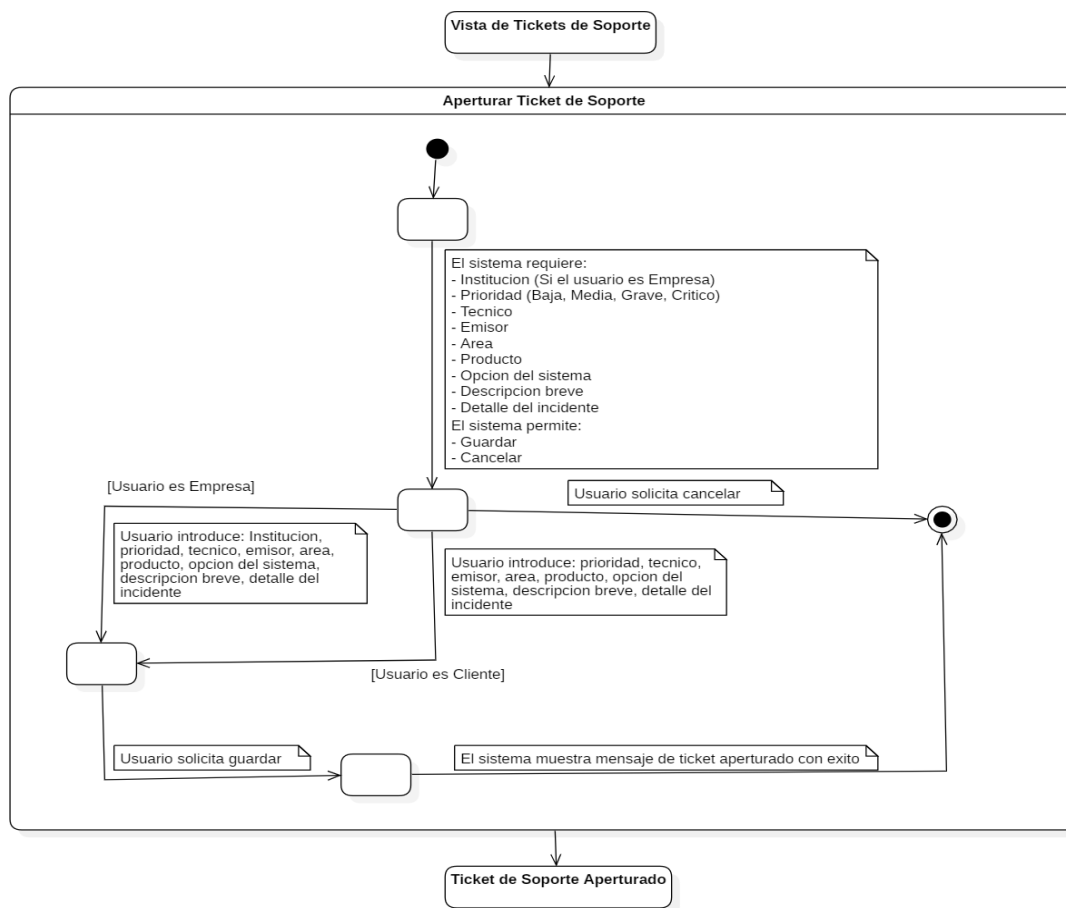 Vista de Tickets de Soporte
Aperturar Ticket de Soporte
El sistema requiere:
- Institucion (Si el usuario es Empresa)
- Prioridad (Baja, Media, Grave, Critico)
- Tecnico
- Emisor
- Area
- Producto
- Opcion del sistema
- Descripcion breve
- Detalle del incidente
El sistema permite:
- Guardar
- Cancelar
[Usuario es Empresa]
Usuario solicita cancelar
Usuario introduce: Institucion,
prioridad, tecnico, emisor, area,
producto, opcion del sistema,
descripcion breve, detalle del
incidente
Usuario introduce: prioridad, tecnico,
emisor, area, producto, opcion del
sistema, descripcion breve, detalle del
incidente
[Usuario es Cliente]
Usuario solicita guardar
El sistema muestra mensaje de ticket aperturado con exito
Ticket de Soporte Aperturado